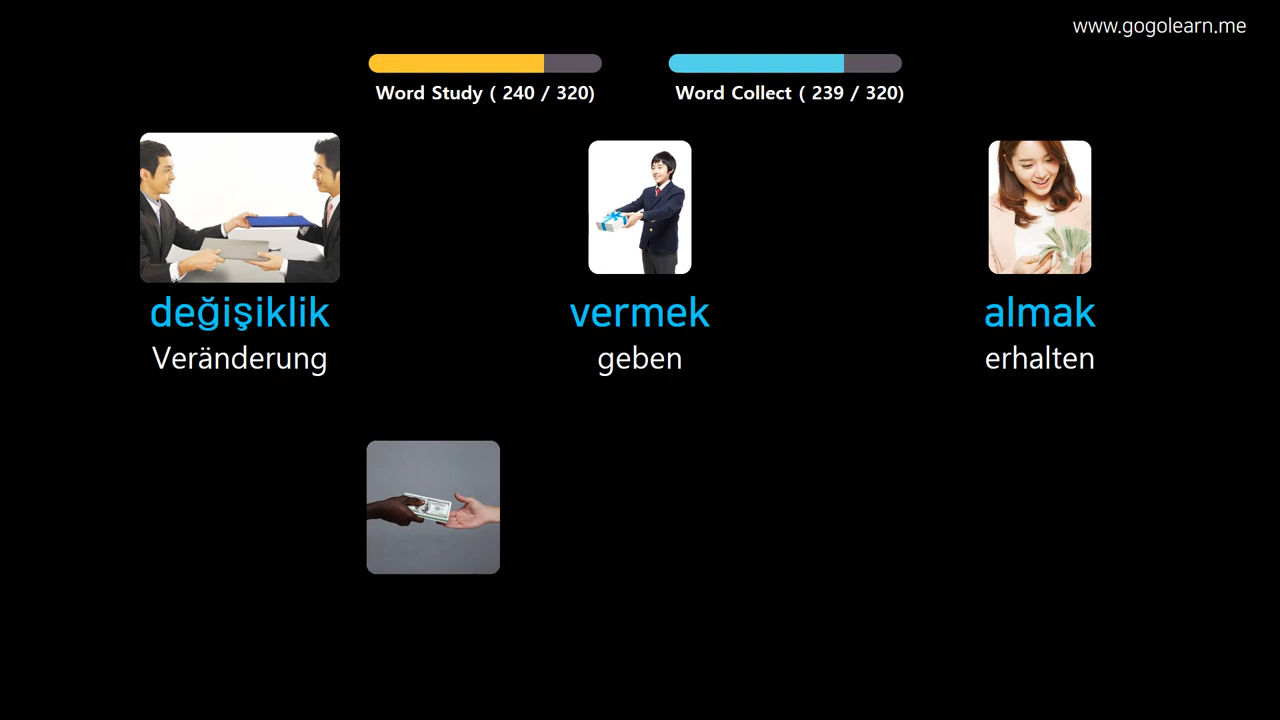 www.gogolearn.me
Word Study ( 240 / 320)
Word Collect ( 239 / 320)
değişiklik
vermek
almak
Veränderung
geben
erhalten